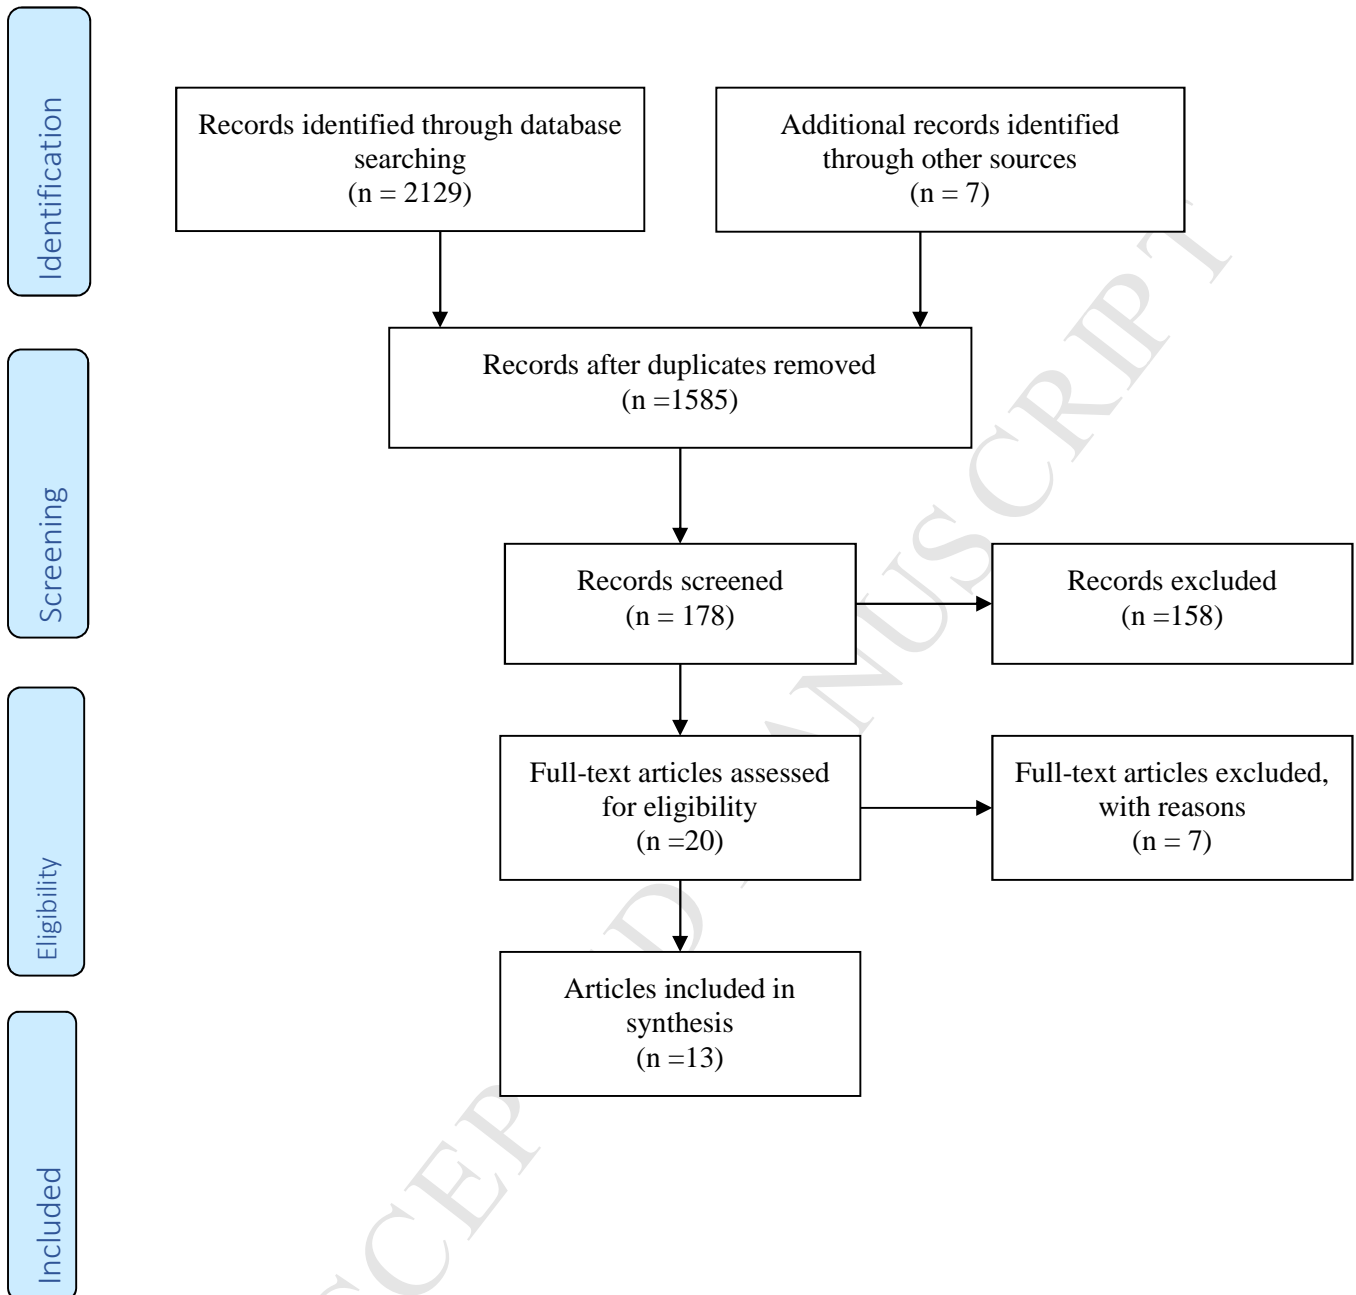 Identification
Records identified through database
searching
(n = 2129)
Additional records identified
through other sources
(n = 7)
Records after duplicates removed
(n =1585)
Screening
Records screened
(n = 178)
Records excluded
(n =158)
Eligibility
Full-text articles assessed
for eligibility
(n =20)
Full-text articles excluded,
with reasons
(n = 7)
Included
Articles included in
synthesis
(n =13)